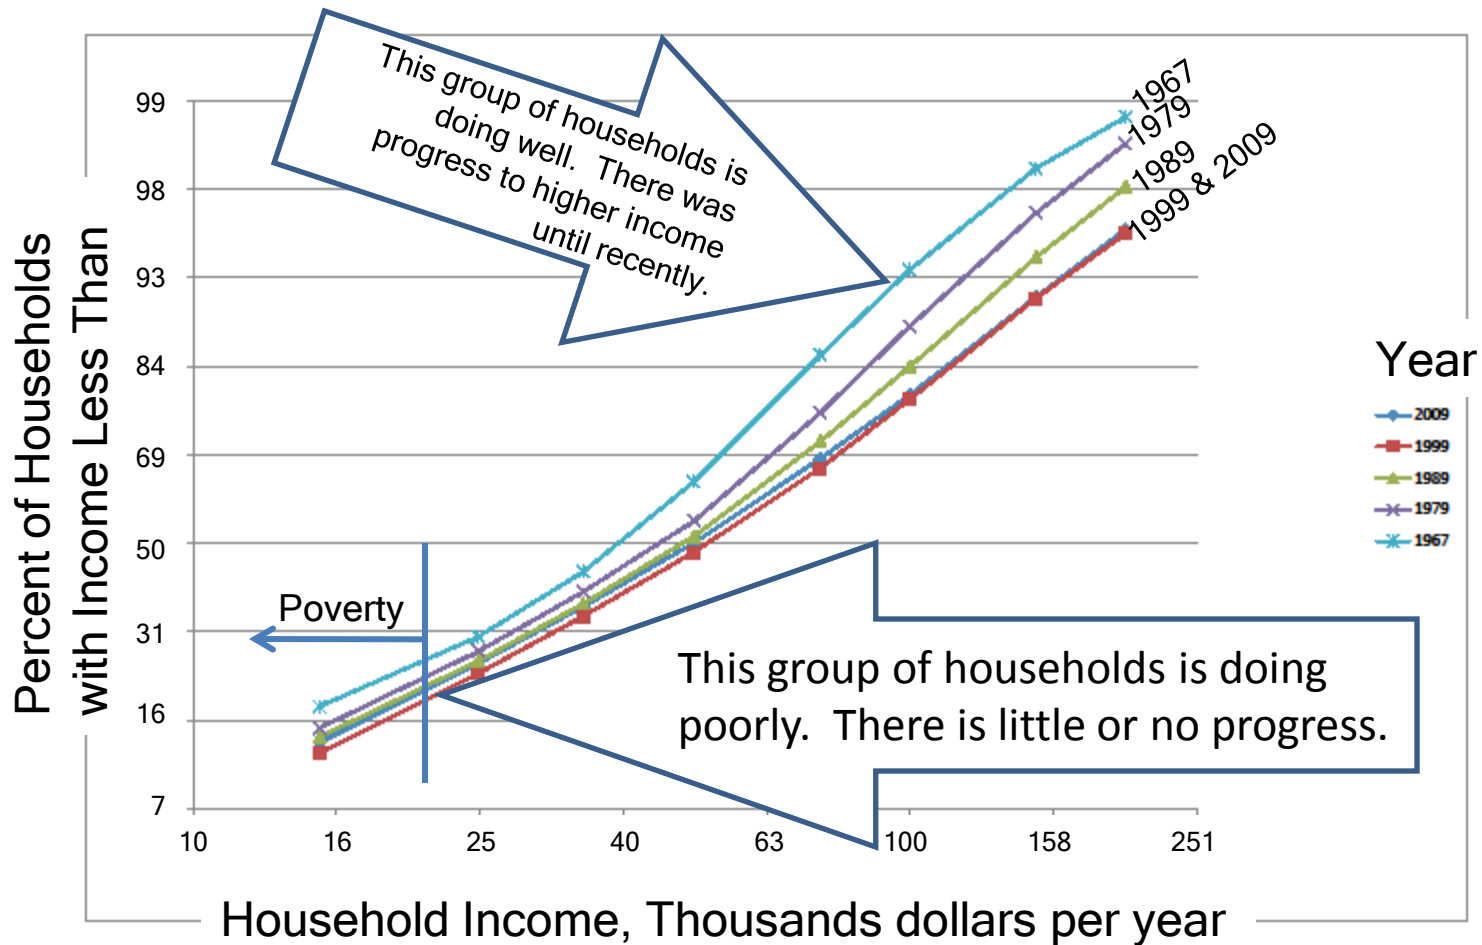 This group of households is
doing well.  There was
progress to higher income
until recently.
1967
1979
1989
1999 & 2009
99
98
93
84
69
50
31
16
7
Percent of Households
with Income Less Than
Poverty
This group of households is doing
poorly.  There is little or no progress.
Year
2009
1999
1989
1979
1967
10 16 25 40 63 100 158 251
Household Income, Thousands dollars per year